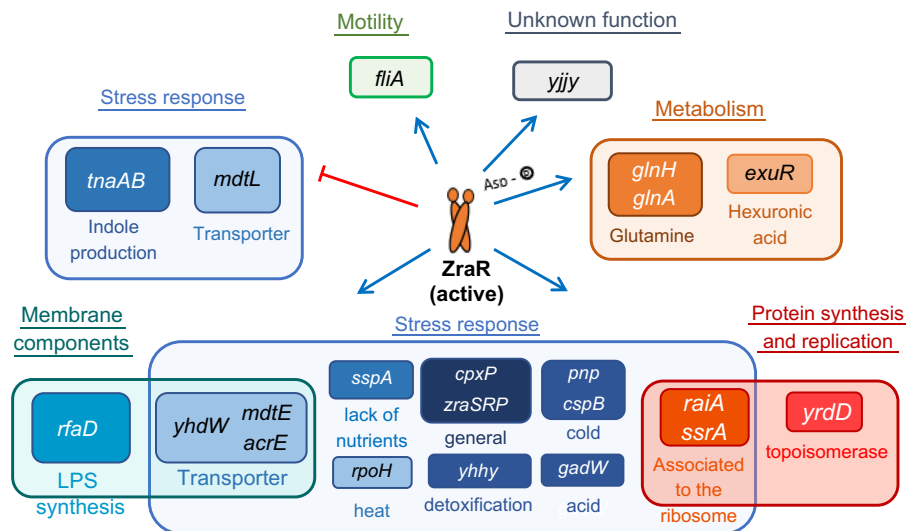 Motility
Unknown function
fliA
yjjy
Stress response
Metabolism
tnaAB
mdtL
Indole
production
Transporter
Asp - P
glnH
glnA
exuR
Glutamine
Hexuronic
acid
ZraR
(active)
Membrane
components
Stress response
Protein synthesis
and replication
rfaD
LPS
synthesis
yhdW
mdtE
acrE
Transporter
sspA
lack of
nutrients
cpxP
zraSRP
general
pnp
cspB
cold
rpoH
heat
yhhy
detoxification
gadW
acid
raiA
ssrA
Associated
to the
ribosome
yrdD
topoisomerase